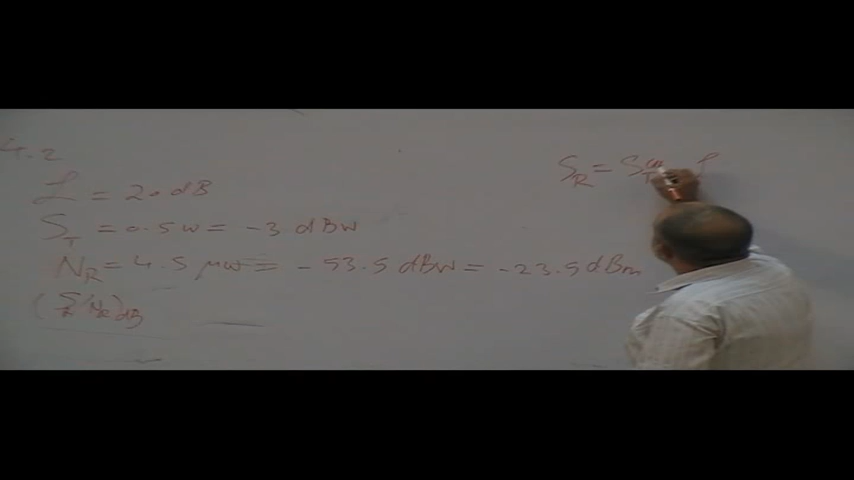 4.2
L = 20 dB
S_T = 0.5 W = -3 dBW
N_R = 4.5 μW = -53.5 dBW = -23.5 dBm
(S_R/N_R)dB
S_R = S_T L